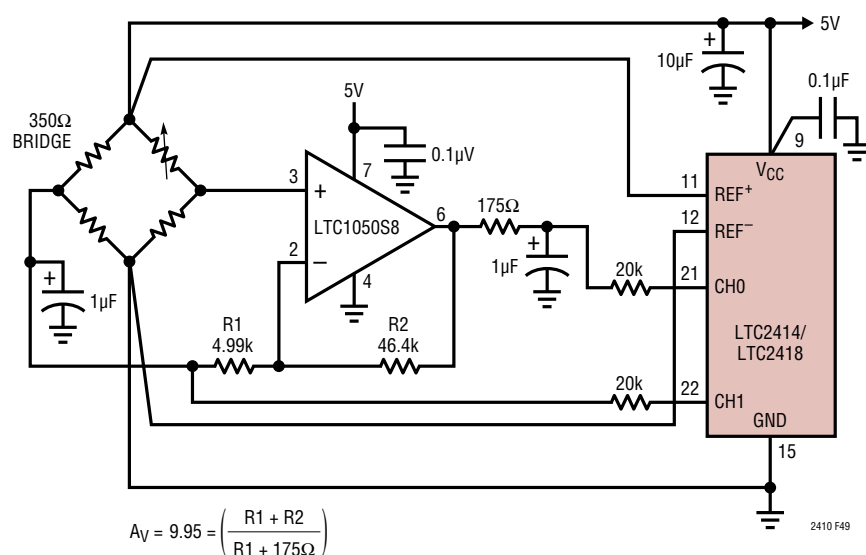 5V
10µF
0.1µF
350Ω
BRIDGE
5V
0.1µV
7
3
+
LTC1050S8
6
2
–
4
175Ω
+
1µF
+
1µF
R1
4.99k
R2
46.4k
20k
20k
9
VCC
11
REF+
12
REF–
21
CH0
LTC2414/
LTC2418
22
CH1
GND
15
+
AV = 9.95 = ( R1 + R2
R1 + 175Ω )
2410 F49